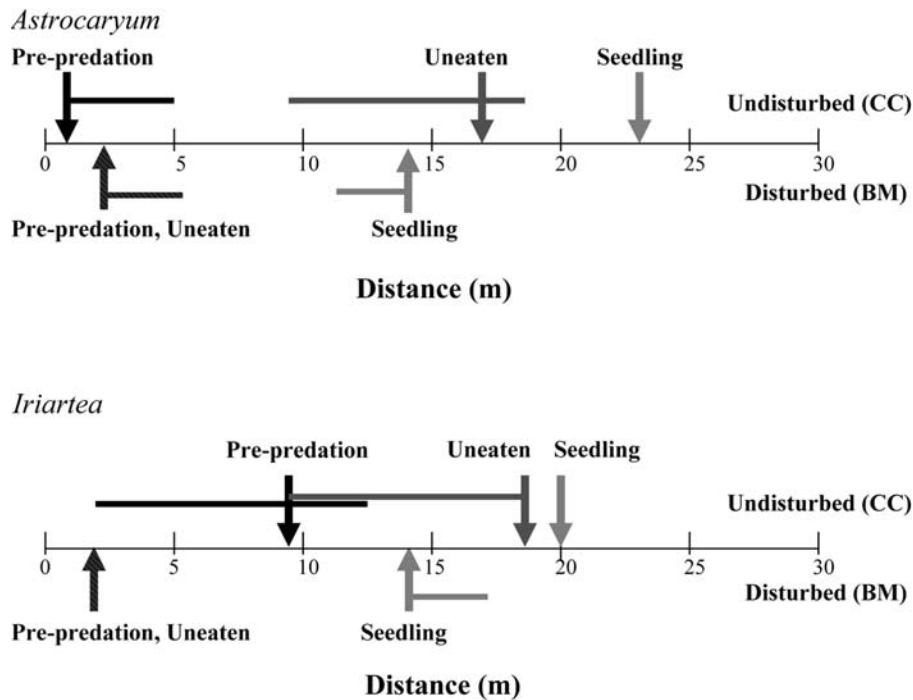 Astrocaryum
Pre-predation Uneaten Seedling
Undisturbed (CC)
0 5 10 15 20 25 30
Disturbed (BM)
Pre-predation, Uneaten Seedling
Distance (m)
Iriartea
Pre-predation Uneaten Seedling
Undisturbed (CC)
0 5 10 15 20 25 30
Disturbed (BM)
Pre-predation, Uneaten Seedling
Distance (m)